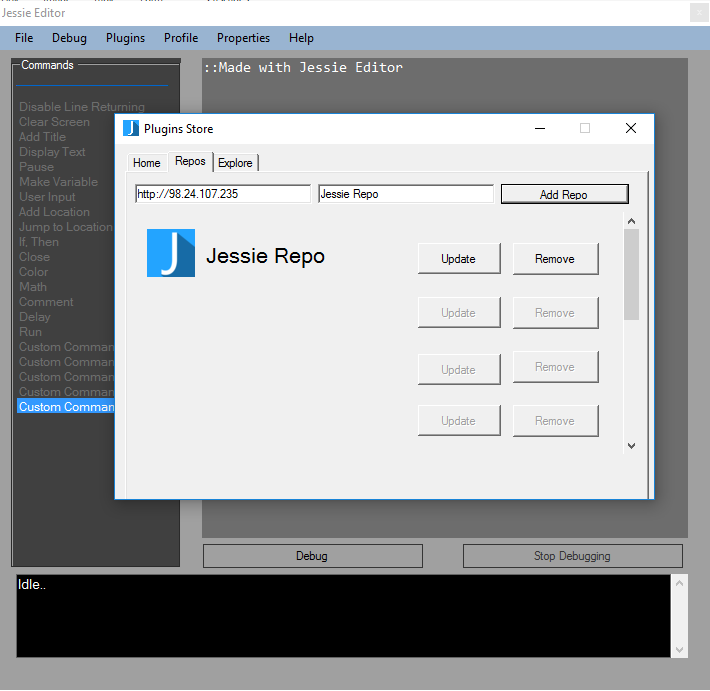 Jessie Editor
File Debug Plugins Profile Properties Help
Commands
Disable Line Returning
Clear Screen
Add Title
Display Text
Pause
Make Variable
User Input
Add Location
Jump to Location
If, Then
Close
Color
Math
Comment
Delay
Run
Custom Comman
Custom Comman
Custom Comman
Custom Comman
Custom Comman
::Made with Jessie Editor
J Plugins Store
Home Repos Explore
http://98.24.107.235 Jessie Repo Add Repo
J Jessie Repo Update Remove
Update Remove
Update Remove
Update Remove
Debug Stop Debugging
Idle..